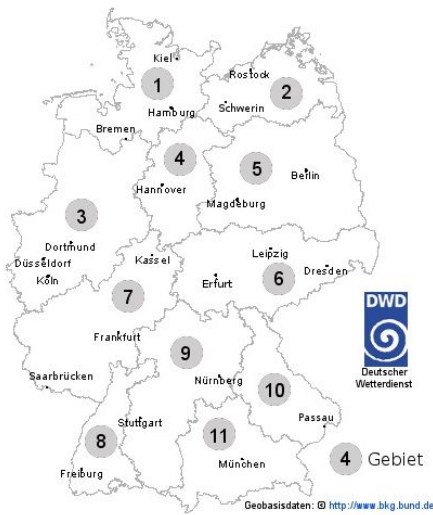 Kiel
Rostock
1
2
Schwerin
Hamburg
Bremen
4
5
Berlin
Hannover
Magdeburg
3
Dortmund
Düsseldorf
Köln
Kassel
Leipzig
Dresden
Erfurt
6
7
DWD
Deutscher
Wetterdienst
Frankfurt
9
Saarbrücken
Nürnberg
10
Passau
Stuttgart
8
11
4 Gebiet
Freiburg
München
Geobasisdaten: © http://www.bkg.bund.de